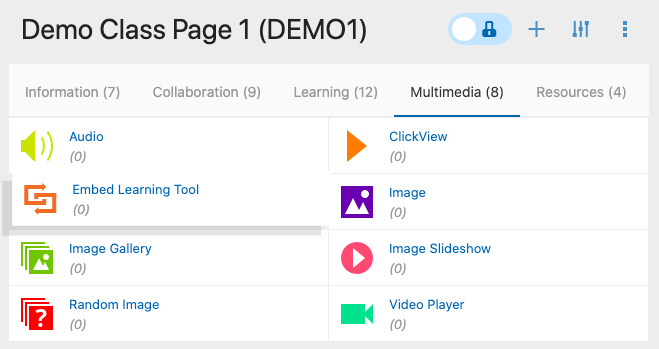 Demo Class Page 1 (DEMO1)
Information (7)
Collaboration (9)
Learning (12)
Multimedia (8)
Resources (4)
Audio
(0)
ClickView
(0)
Embed Learning Tool
(0)
Image
(0)
Image Gallery
(0)
Image Slideshow
(0)
Random Image
(0)
Video Player
(0)